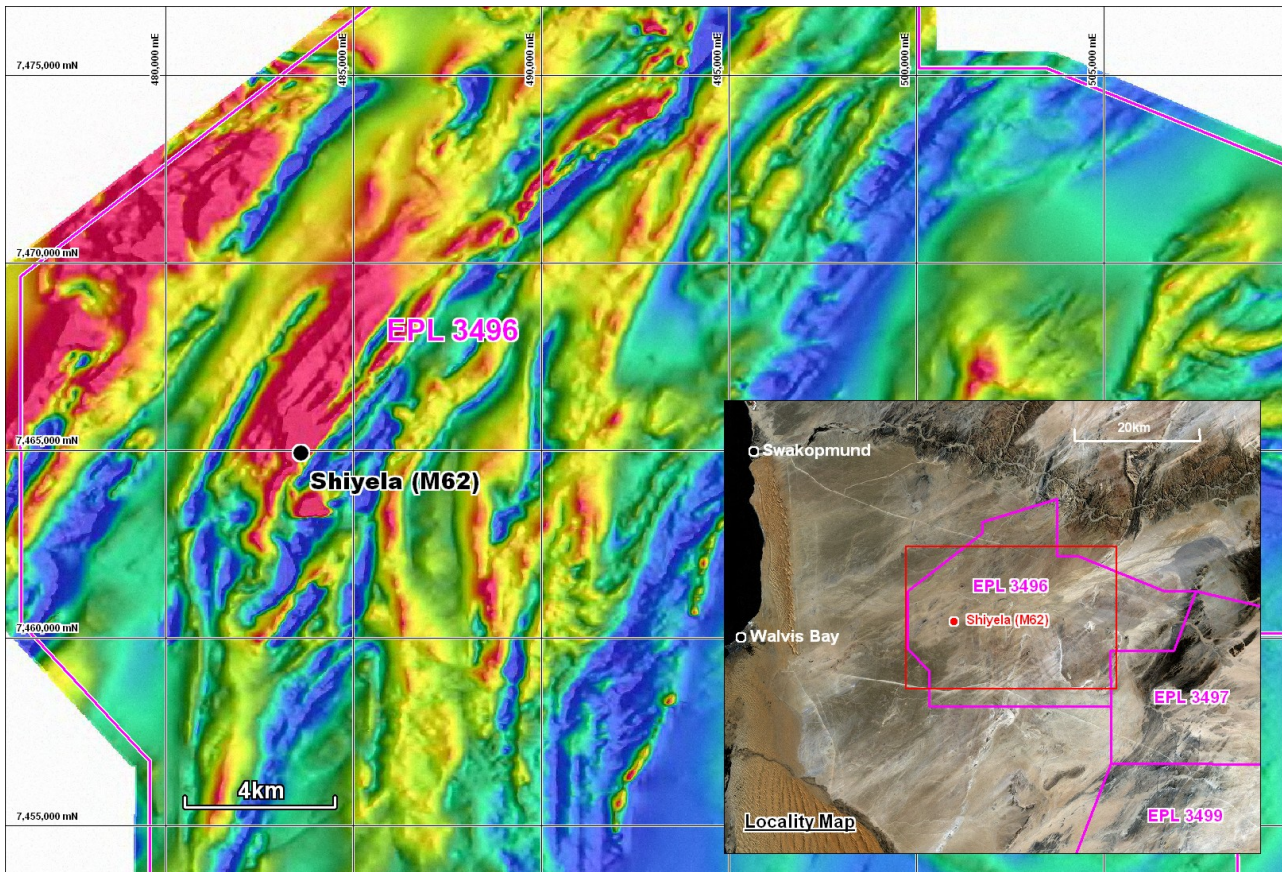 480,000 mE
485,000 mE
490,000 mE
495,000 mE
500,000 mE
505,000 mE
7,475,000 mN
7,470,000 mN
EPL 3496
7,465,000 mN
Shiyela (M62)
7,460,000 mN
4km
7,455,000 mN
20km
Swakopmund
EPL 3496
Shiyela (M62)
Walvis Bay
EPL 3497
EPL 3499
Locality Map